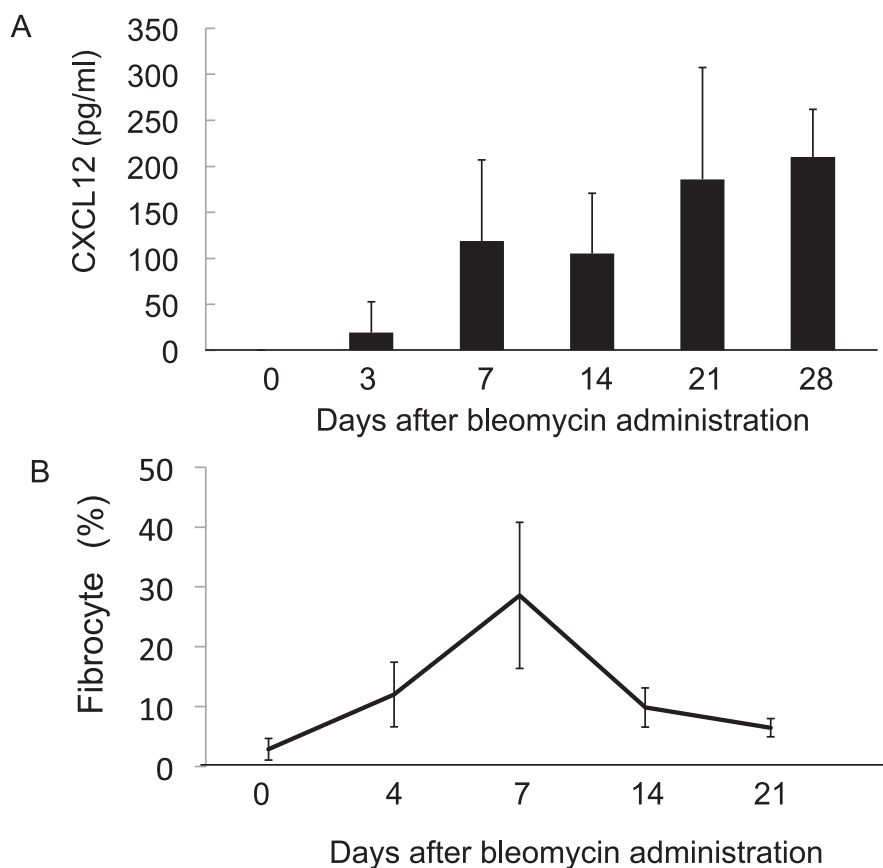 A
CXCL12 (pg/ml)
350
300
250
200
150
100
50
0
0 3 7 14 21 28
Days after bleomycin administration
B
Fibrocyte (%)
50
40
30
20
10
0
0 4 7 14 21
Days after bleomycin administration